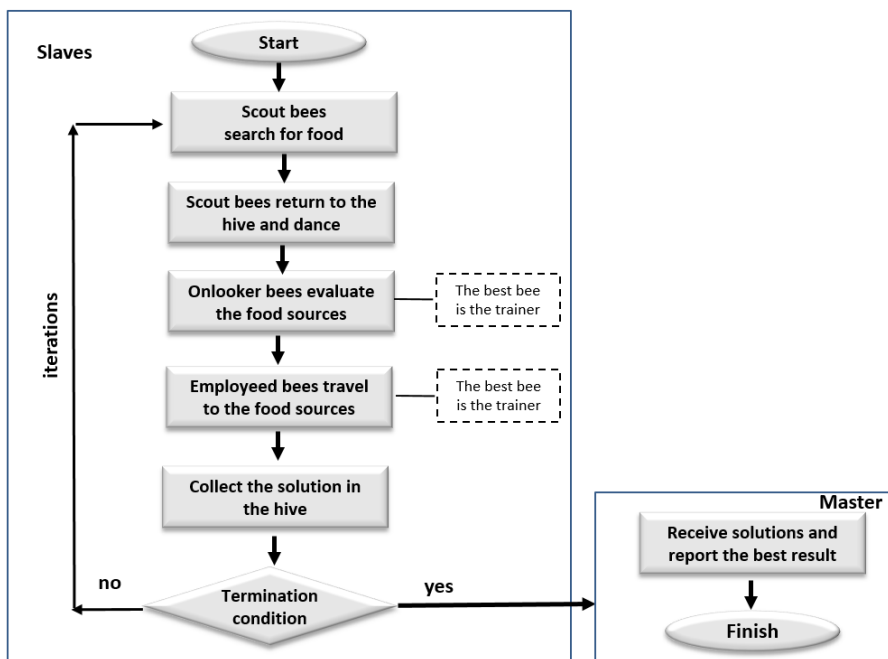 Slaves
Start
Scout bees
search for food
Scout bees return to the
hive and dance
Onlooker bees evaluate
the food sources
The best bee
is the trainer
Employeed bees travel
to the food sources
The best bee
is the trainer
Collect the solution in
the hive
Termination
condition
no
iterations
yes
Master
Receive solutions and
report the best result
Finish